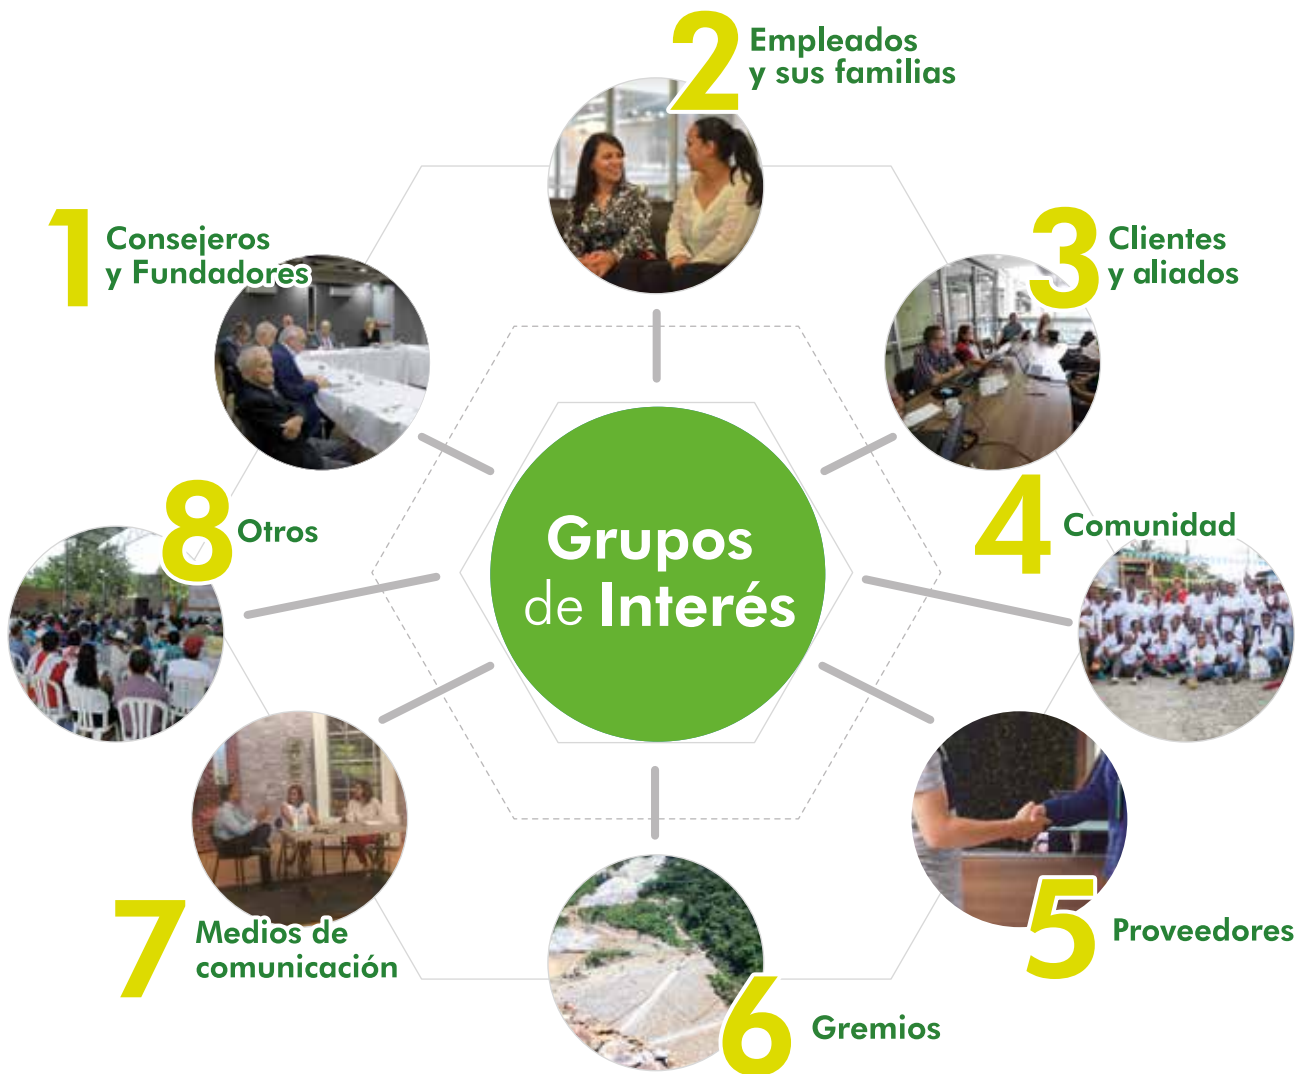 1
Consejeros
y Fundadores
2
Empleados
y sus familias
3
Clientes
y aliados
4
Comunidad
5
Proveedores
6
Gremios
7
Medios de
comunicación
8
Otros
Grupos
de Interés